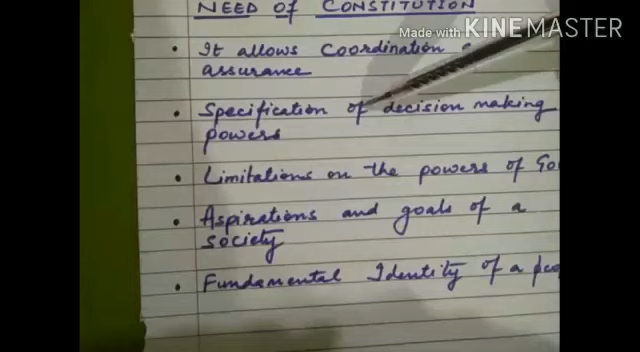 NEED OF CONSTITUTION
Made with KINEMASTER
• It allows coordination
assurance
• Specification of decision making
powers
• Limitations on the powers of
• Aspirations and goals of a
society
• Fundamental Identity of a